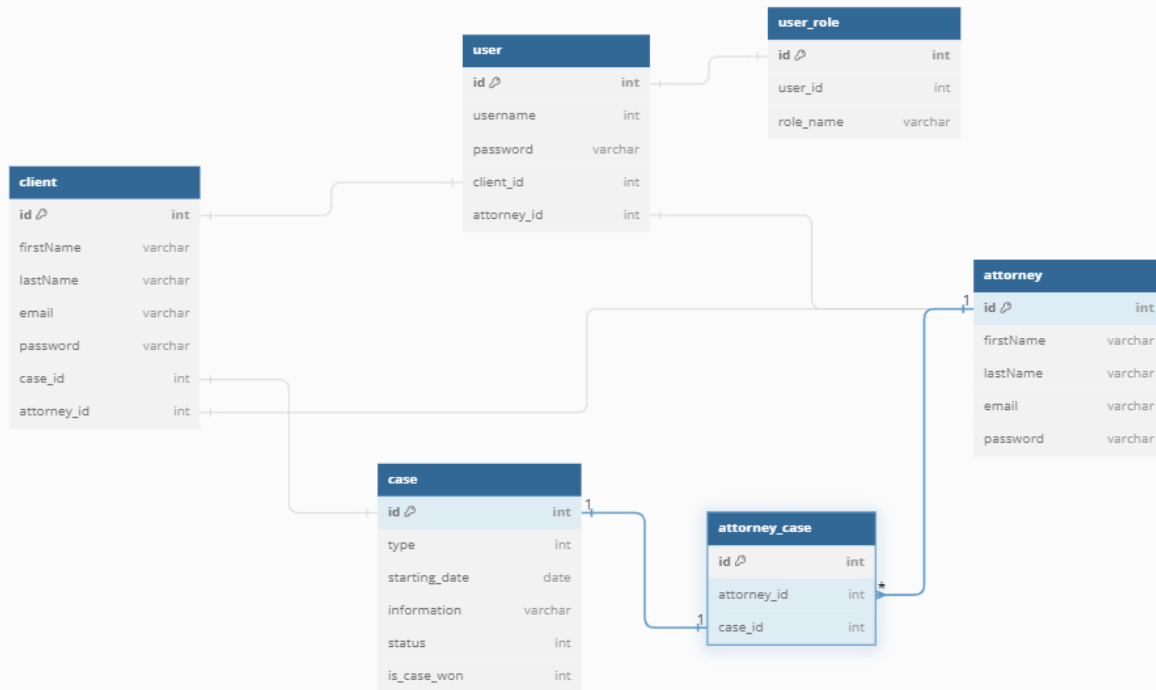 user_role
id int
user_id int
role_name varchar
user
id int
username int
password varchar
client_id int
attorney_id int
client
id int
firstName varchar
lastName varchar
email varchar
password varchar
case_id int
attorney_id int
attorney
1
id int
firstName varchar
lastName varchar
email varchar
password varchar
case
id int
1
type int
starting_date date
information varchar
status int
is_case_won int
attorney_case
id int
attorney_id int
*
1
case_id int